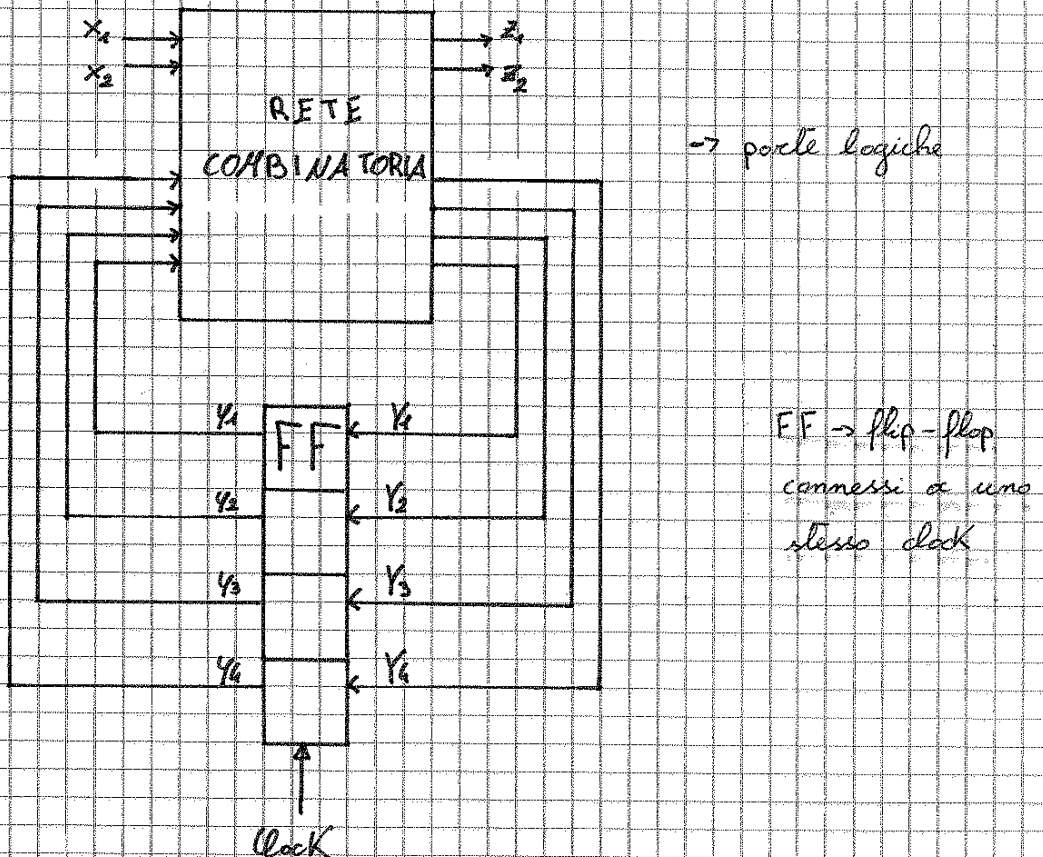 X1
Z1
X2
Z2
RETE
COMBINATORIA
-> porte logiche
y1
FF
Y1
FF -> flip-flop
connessi a uno
stesso clock
y2
Y2
y3
Y3
y4
Y4
Clock